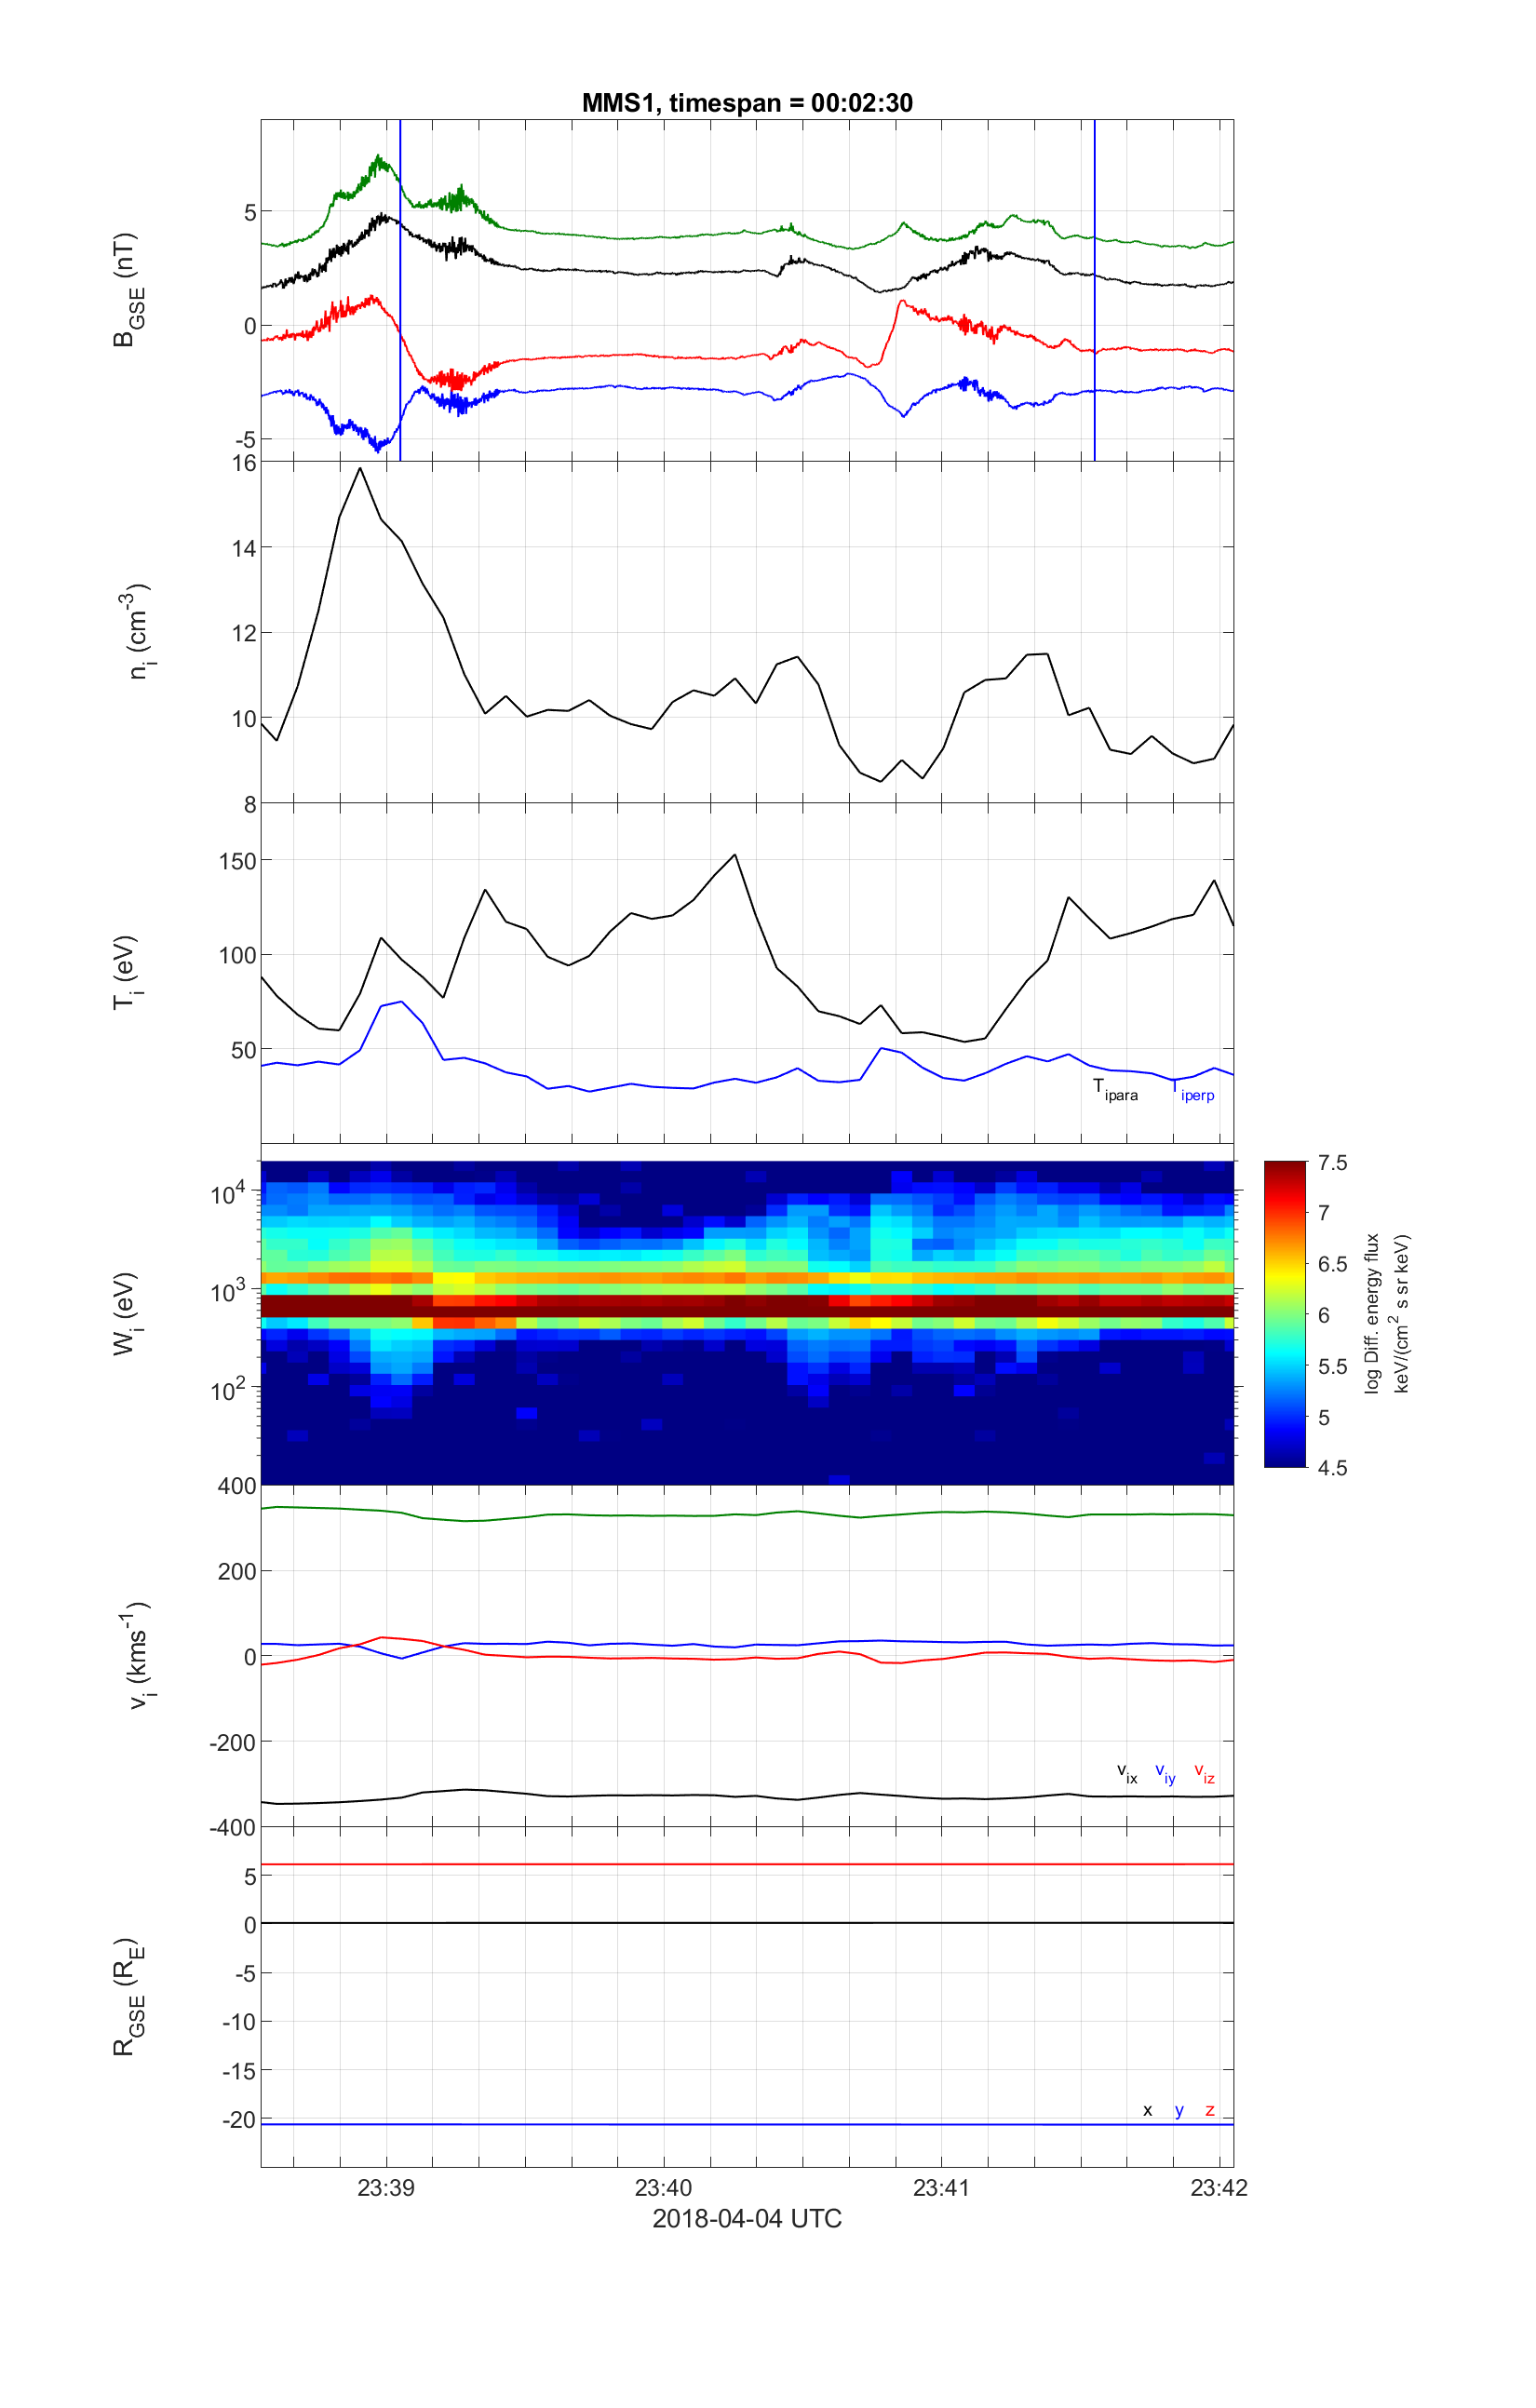 MMS1, timespan = 00:02:30
B_GSE (nT)
5
0
-5
n_i (cm^-3)
16
14
12
10
8
T_i (eV)
150
100
50
T_ipara T_iperp
W_i (eV)
10^4
10^3
10^2
7.5
7
6.5
6
5.5
5
4.5
log Diff. energy flux
keV/(cm^2 s sr keV)
v_i (kms^-1)
400
200
0
-200
-400
v_ix v_iy v_iz
R_GSE (R_E)
5
0
-5
-10
-15
-20
x y z
23:39 23:40 23:41 23:42
2018-04-04 UTC